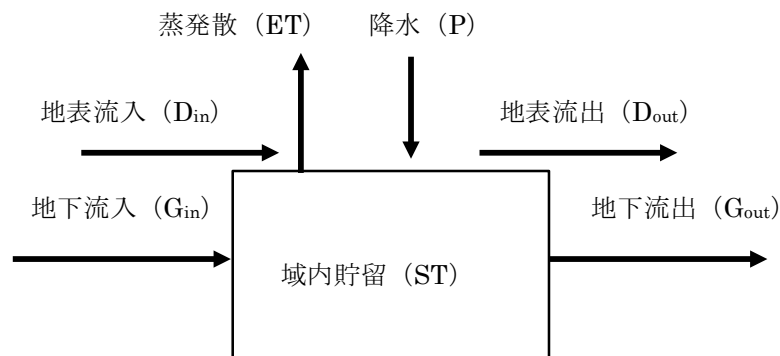 蒸発散（ET）
降水（P）
地表流入（Din）
地表流出（Dout）
地下流入（Gin）
地下流出（Gout）
域内貯留（ST）